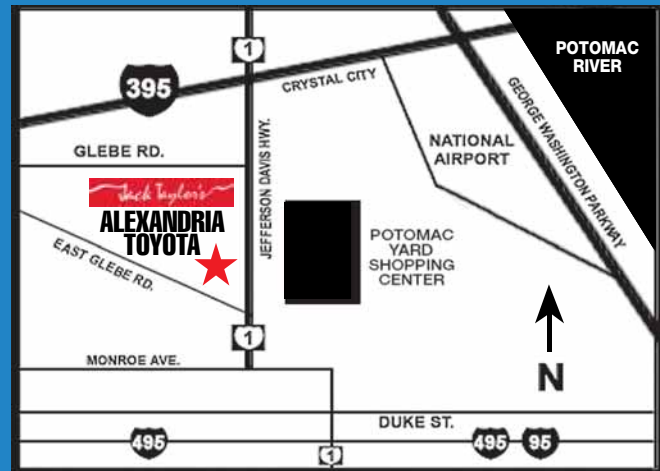 1
POTOMAC
RIVER
395
CRYSTAL CITY
GEORGE WASHINGTON PARKWAY
GLEBE RD.
NATIONAL
AIRPORT
JEFFERSON DAVIS HWY.
Jack Taylor's
ALEXANDRIA
TOYOTA
EAST GLEBE RD.
POTOMAC
YARD
SHOPPING
CENTER
1
MONROE AVE.
N
DUKE ST.
495
1
495
95